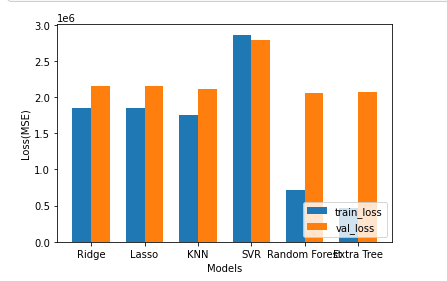 1e6
3.0
2.5
2.0
1.5
1.0
0.5
0.0
Loss(MSE)
train_loss
val_loss
Ridge Lasso KNN SVR Random Forest Extra Tree
Models